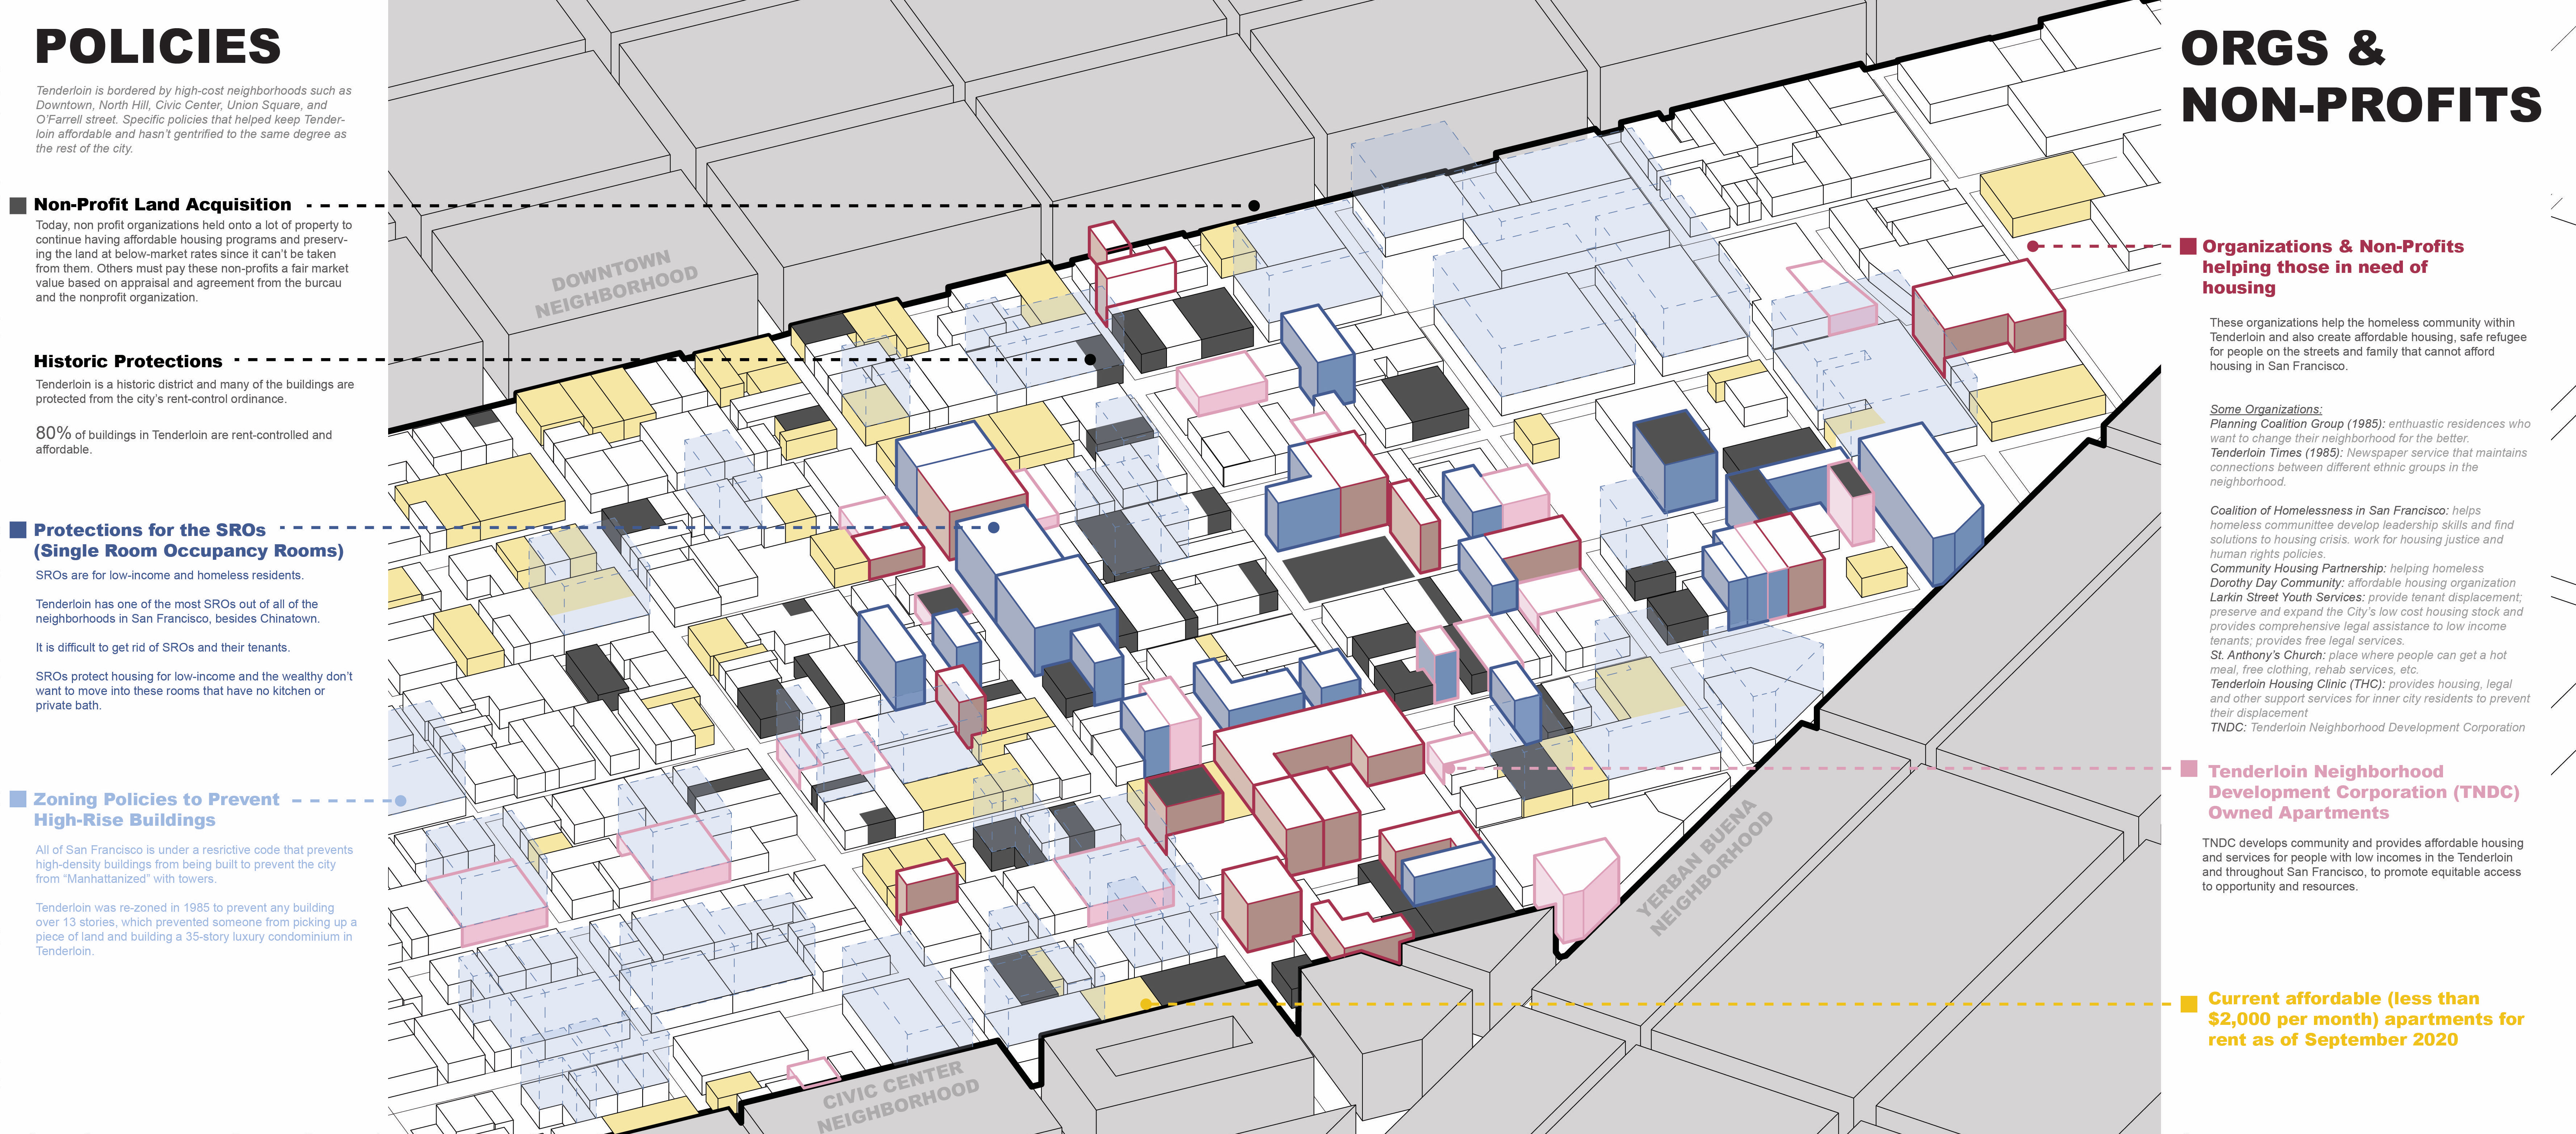 POLICIES
Tenderloin is bordered by high-cost neighborhoods such as
Downtown, North Hill, Civic Center, Union Square, and
O'Farrell street. Specific policies that helped keep Tender-
loin affordable and hasn't gentrified to the same degree as
the rest of the city.
Non-Profit Land Acquisition
Today, non profit organizations held onto a lot of property to
continue having affordable housing programs and preserv-
ing the land at below-market rates since it can't be taken
from them. Others must pay these non-profits a fair market
value based on appraisal and agreement from the burcau
and the nonprofit organization.
Historic Protections
Tenderloin is a historic district and many of the buildings are
protected from the city's rent-control ordinance.
80% of buildings in Tenderloin are rent-controlled and
affordable.
Protections for the SROs
(Single Room Occupancy Rooms)
SROs are for low-income and homeless residents.
Tenderloin has one of the most SROs out of all of the
neighborhoods in San Francisco, besides Chinatown.
It is difficult to get rid of SROs and their tenants.
SROs protect housing for low-income and the wealthy don't
want to move into these rooms that have no kitchen or
private bath.
Zoning Policies to Prevent
High-Rise Buildings
All of San Francisco is under a resrictive code that prevents
high-density buildings from being built to prevent the city
from “Manhattanized” with towers.
Tenderloin was re-zoned in 1985 to prevent any building
over 13 stories, which prevented someone from picking up a
piece of land and building a 35-story luxury condominium in
Tenderloin.
DOWNTOWN
NEIGHBORHOOD
YERBAN BUENA
NEIGHBORHOOD
CIVIC CENTER
NEIGHBORHOOD
ORGS &
NON-PROFITS
Organizations & Non-Profits
helping those in need of
housing
These organizations help the homeless community within
Tenderloin and also create affordable housing, safe refugee
for people on the streets and family that cannot afford
housing in San Francisco.
Some Organizations:
Planning Coalition Group (1985): enthuastic residences who
want to change their neighborhood for the better.
Tenderloin Times (1985): Newspaper service that maintains
connections between different ethnic groups in the
neighborhood.
Coalition of Homelessness in San Francisco: helps
homeless communittee develop leadership skills and find
solutions to housing crisis. work for housing justice and
human rights policies.
Community Housing Partnership: helping homeless
Dorothy Day Community: affordable housing organization
Larkin Street Youth Services: provide tenant displacement;
preserve and expand the City's low cost housing stock and
provides comprehensive legal assistance to low income
tenants; provides free legal services.
St. Anthony's Church: place where people can get a hot
meal, free clothing, rehab services, etc.
Tenderloin Housing Clinic (THC): provides housing, legal
and other support services for inner city residents to prevent
their displacement
TNDC: Tenderloin Neighborhood Development Corporation
Tenderloin Neighborhood
Development Corporation (TNDC)
Owned Apartments
TNDC develops community and provides affordable housing
and services for people with low incomes in the Tenderloin
and throughout San Francisco, to promote equitable access
to opportunity and resources.
Current affordable (less than
$2,000 per month) apartments for
rent as of September 2020